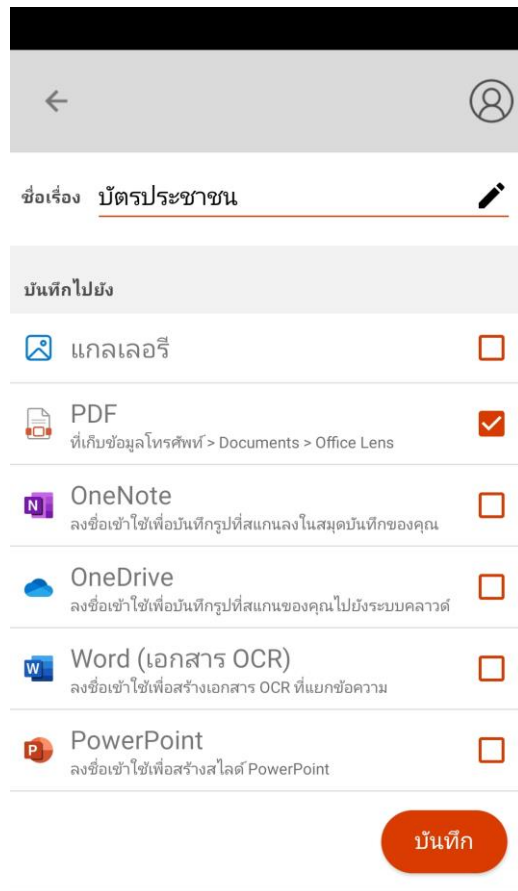 ชื่อเรื่อง บัตรประชาชน
บันทึกไปยัง
แกลเลอรี
PDF
ที่เก็บข้อมูลโทรศัพท์ > Documents > Office Lens
OneNote
ลงชื่อเข้าใช้เพื่อบันทึกรูปที่สแกนลงในสมุดบันทึกของคุณ
OneDrive
ลงชื่อเข้าใช้เพื่อบันทึกรูปที่สแกนของคุณไปยังระบบคลาวด์
Word (เอกสาร OCR)
ลงชื่อเข้าใช้เพื่อสร้างเอกสาร OCR ที่แยกข้อความ
PowerPoint
ลงชื่อเข้าใช้เพื่อสร้างสไลด์ PowerPoint
บันทึก